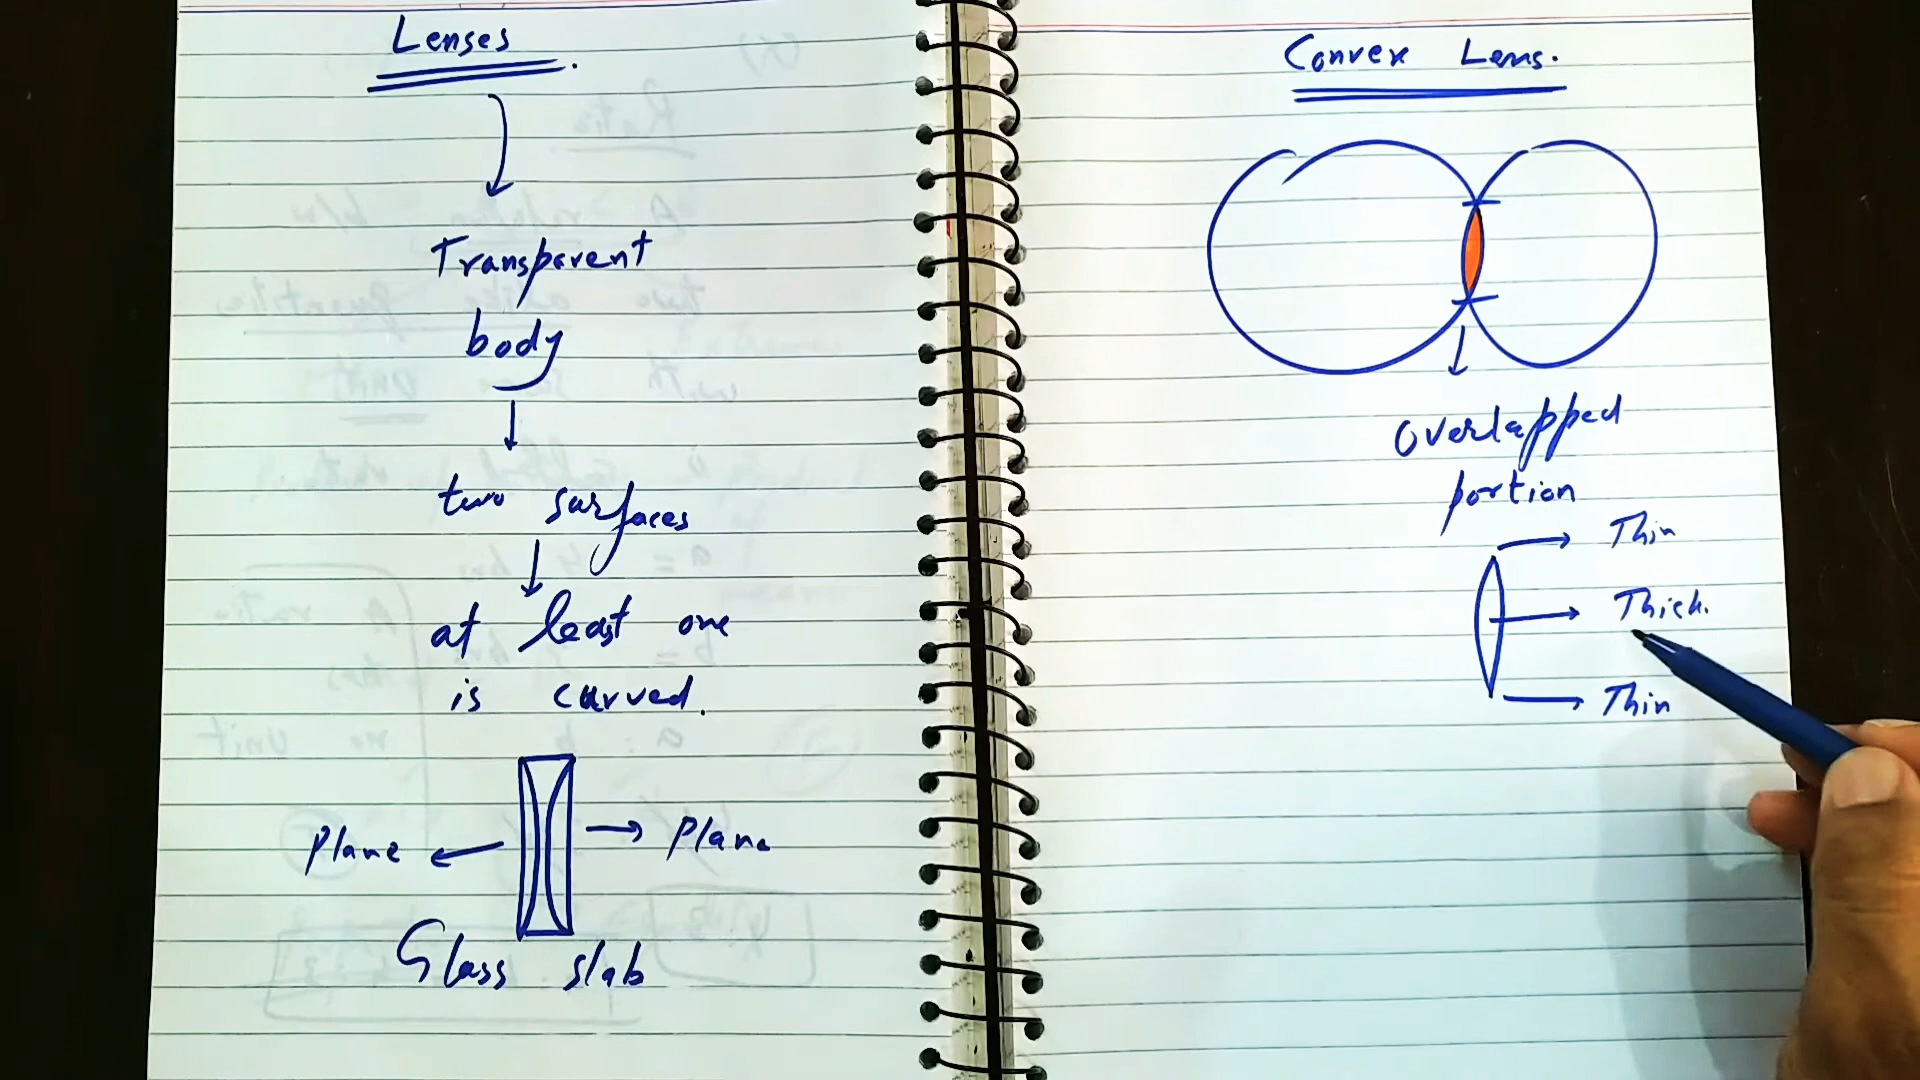 Lenses
Transparent
body
two surfaces
at least one
is curved.
Plane
Plane
Glass slab
Convex Lens.
Overlapped
portion
Thin
Thick.
Thin